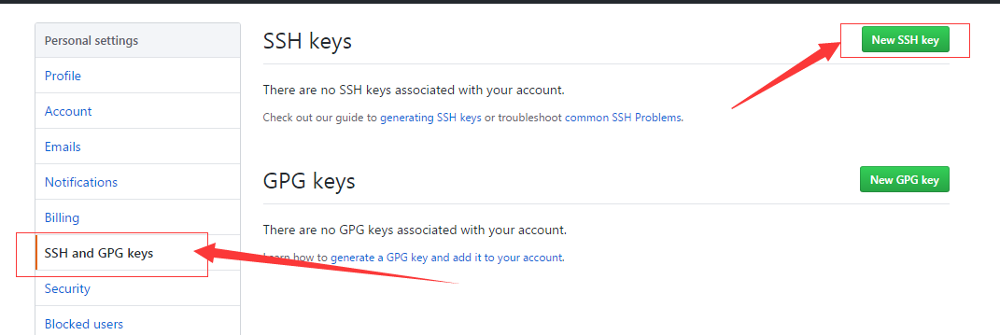 Personal settings
Profile
Account
Emails
Notifications
Billing
SSH and GPG keys
Security
Blocked users
SSH keys
New SSH key
There are no SSH keys associated with your account.
Check out our guide to generating SSH keys or troubleshoot common SSH Problems.
GPG keys
New GPG key
There are no GPG keys associated with your account.
Learn how to generate a GPG key and add it to your account.